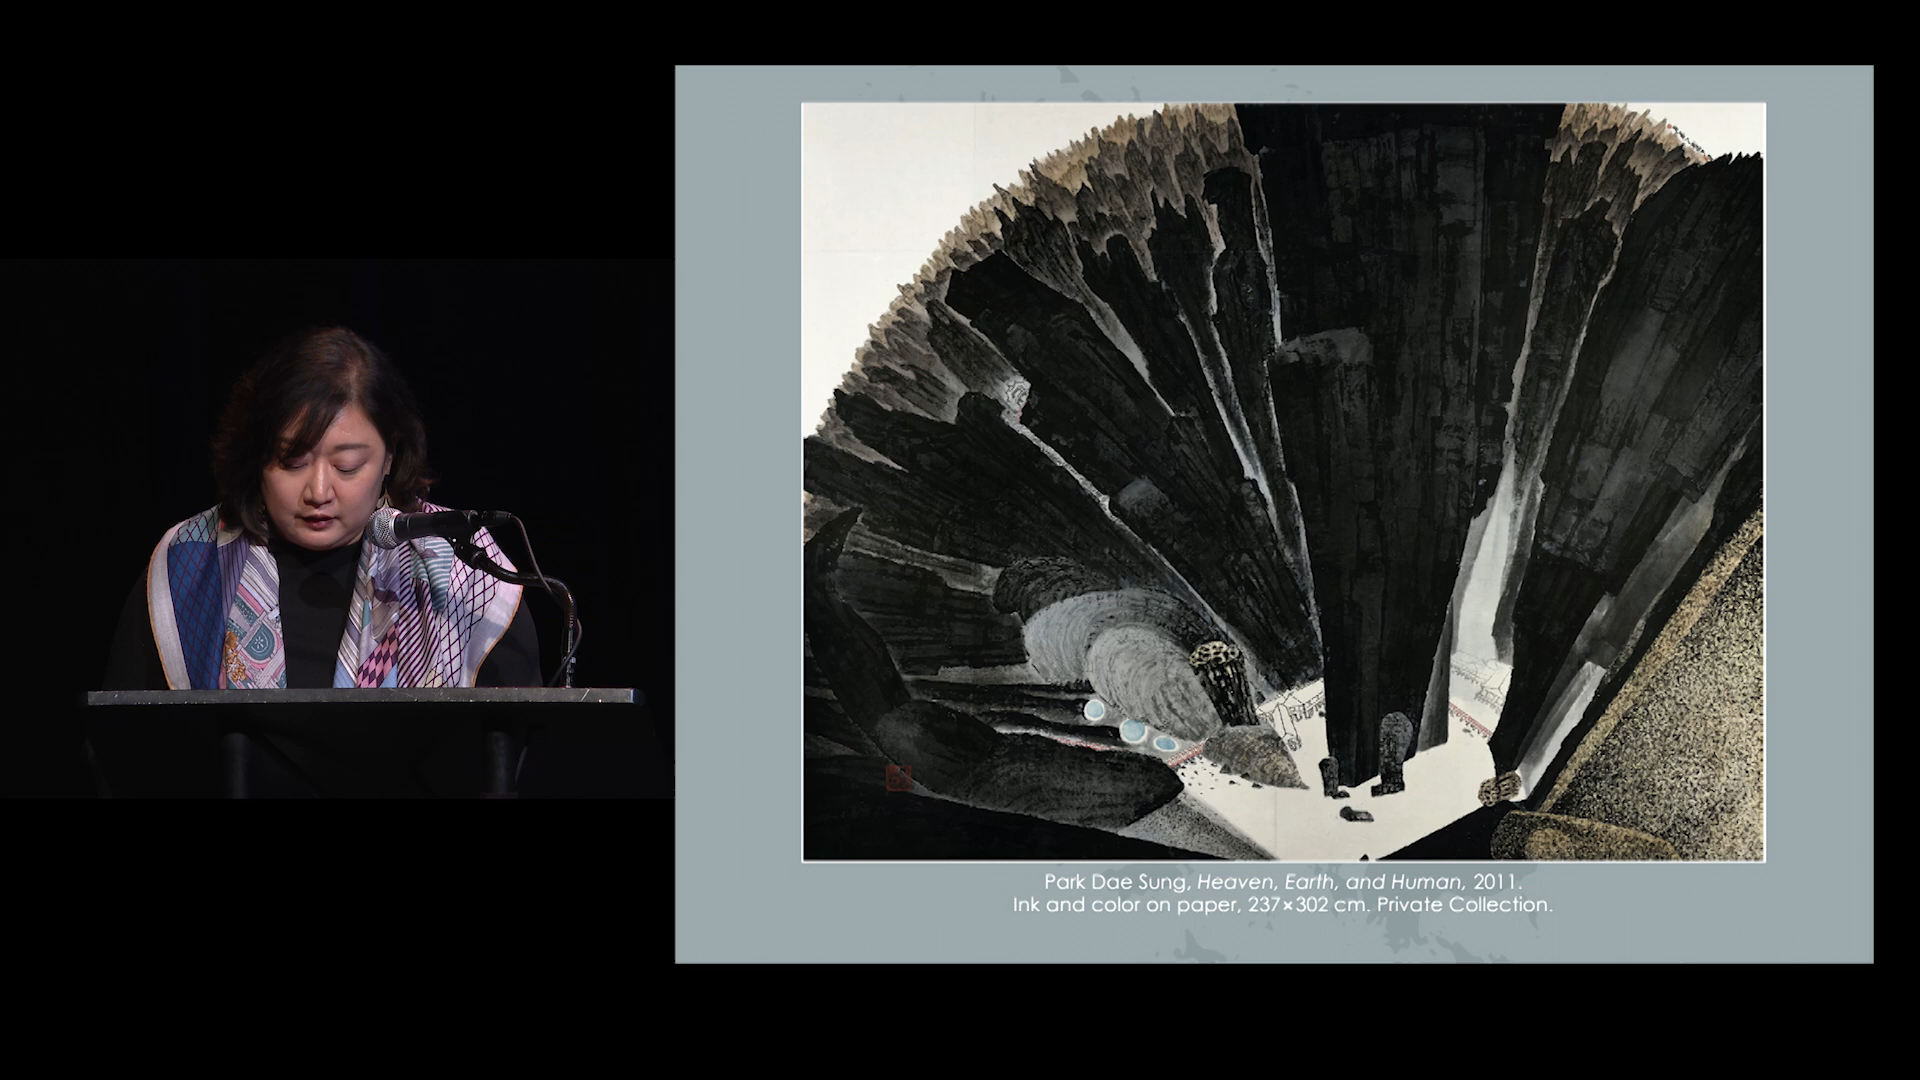 Park Dae Sung, Heaven, Earth, and Human, 2011.
Ink and color on paper, 237×302 cm. Private Collection.